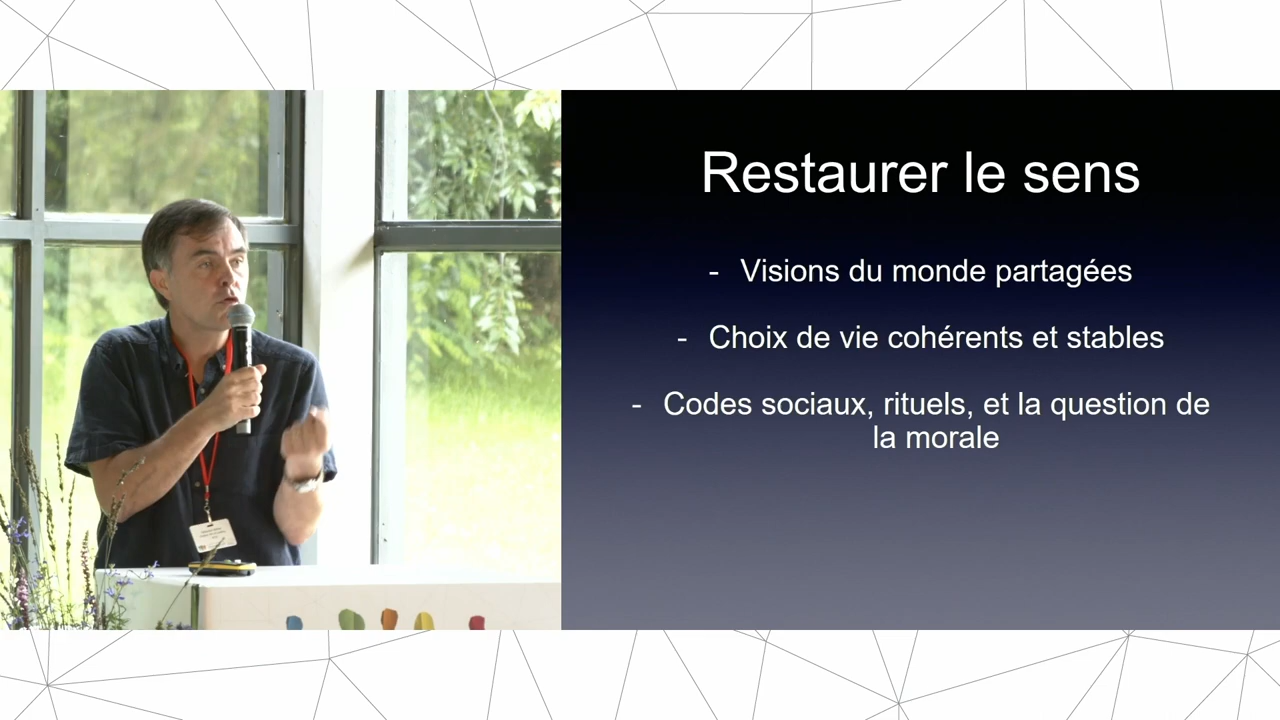 Restaurer le sens
- Visions du monde partagées
- Choix de vie cohérents et stables
- Codes sociaux, rituels, et la question de
la morale